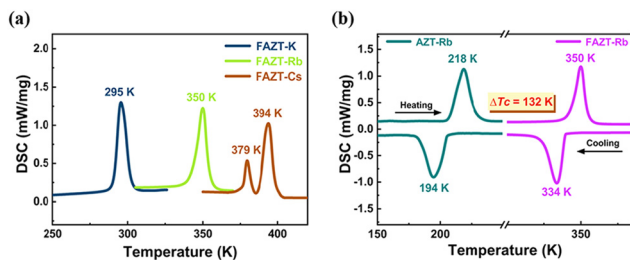 (a)
DSC (mW/mg)
2.0
1.5
1.0
0.5
0.0
FAZT-K
FAZT-Rb
FAZT-Cs
295 K
350 K
394 K
379 K
250
300
350
400
Temperature (K)
(b)
DSC (mW/mg)
1.5
1.0
0.5
0.0
-0.5
-1.0
-1.5
AZT-Rb
FAZT-Rb
218 K
350 K
Heating
ΔTc = 132 K
Cooling
194 K
334 K
150
200
350
Temperature (K)